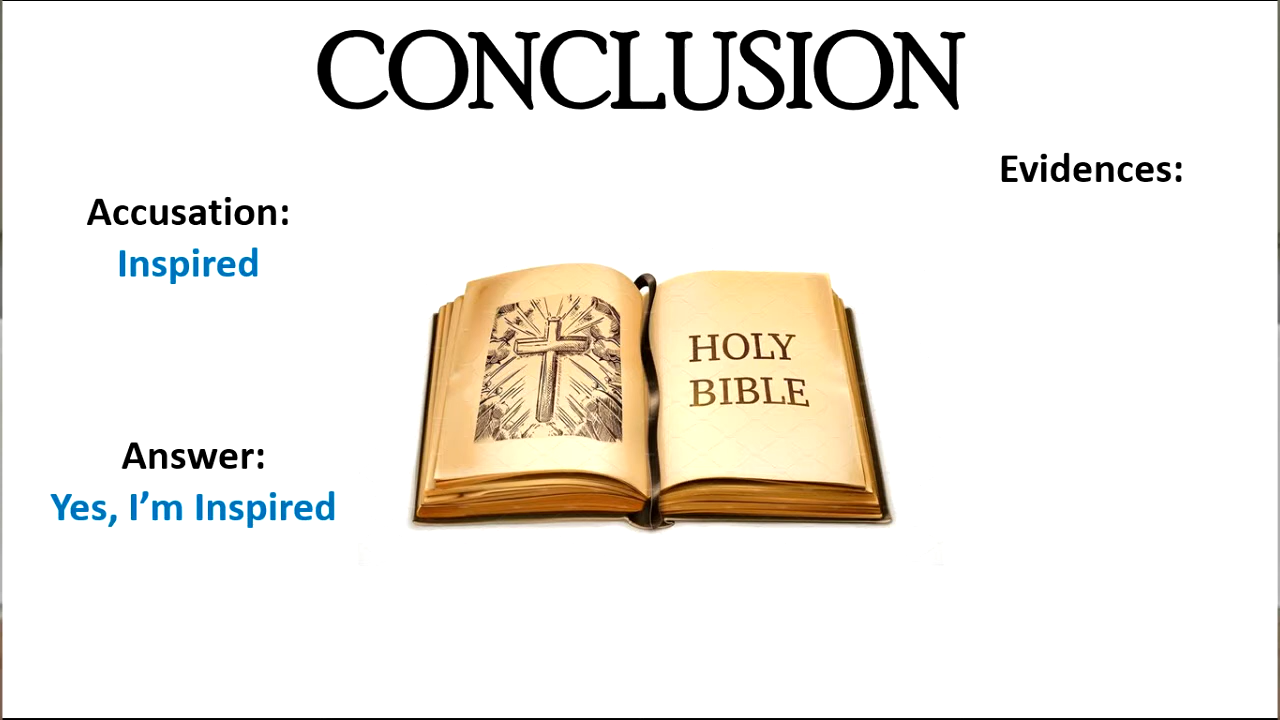 CONCLUSION
Evidences:
Accusation:
Inspired
HOLY
BIBLE
Answer:
Yes, I’m Inspired